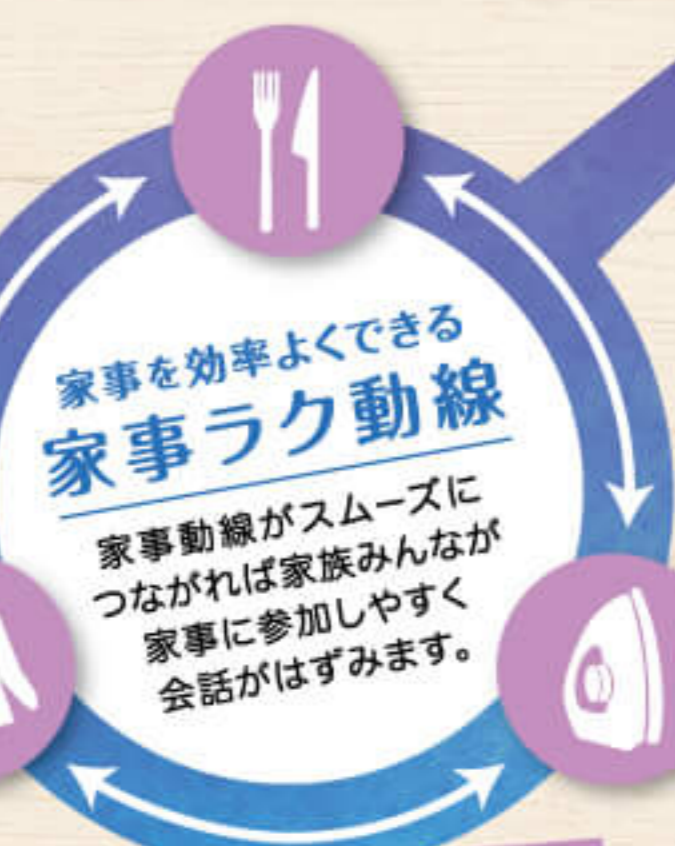 家事を効率よくできる
家事ラク動線
家事動線がスムーズに
つながれば家族みんなが
家事に参加しやすく
会話がはずみます。